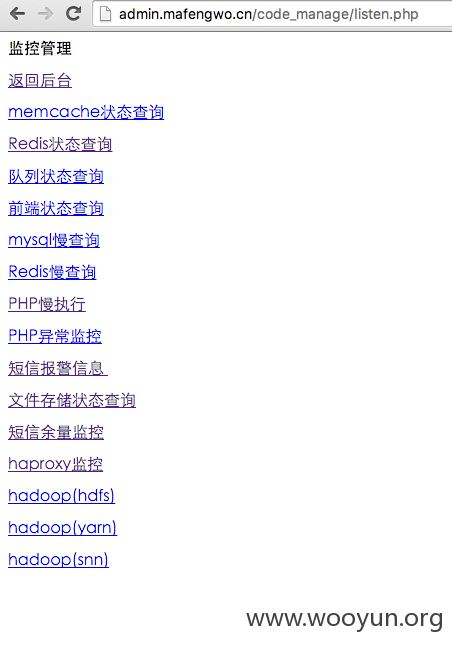 admin.mafengwo.cn/code_manage/listen.php
监控管理
返回后台
memcache状态查询
Redis状态查询
队列状态查询
前端状态查询
mysql慢查询
Redis慢查询
PHP慢执行
PHP异常监控
短信报警信息
文件存储状态查询
短信余量监控
haproxy监控
hadoop(hdfs)
hadoop(yarn)
hadoop(snn)
www.wooyun.org